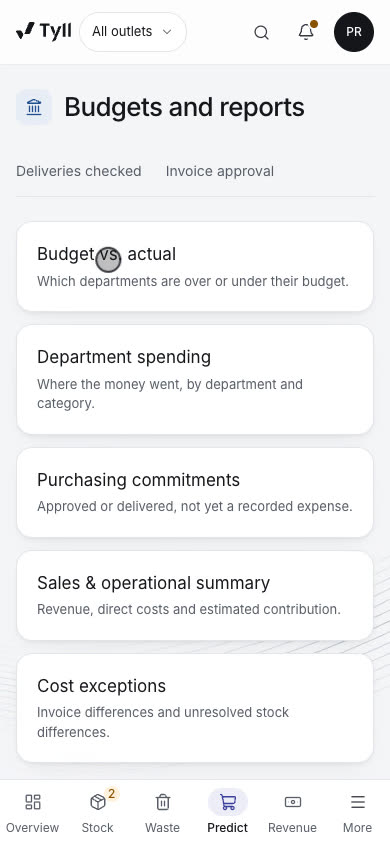 Tyll
All outlets
PR
Budgets and reports
Deliveries checked
Invoice approval
Budget vs. actual
Which departments are over or under their budget.
Department spending
Where the money went, by department and
category.
Purchasing commitments
Approved or delivered, not yet a recorded expense.
Sales & operational summary
Revenue, direct costs and estimated contribution.
Cost exceptions
Invoice differences and unresolved stock
differences.
2
Overview
Stock
Waste
Predict
Revenue
More